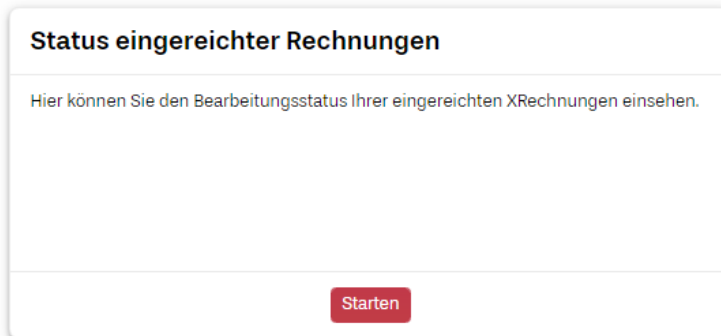 Status eingereichter Rechnungen
Hier können Sie den Bearbeitungsstatus Ihrer eingereichten XRechnungen einsehen.
Starten